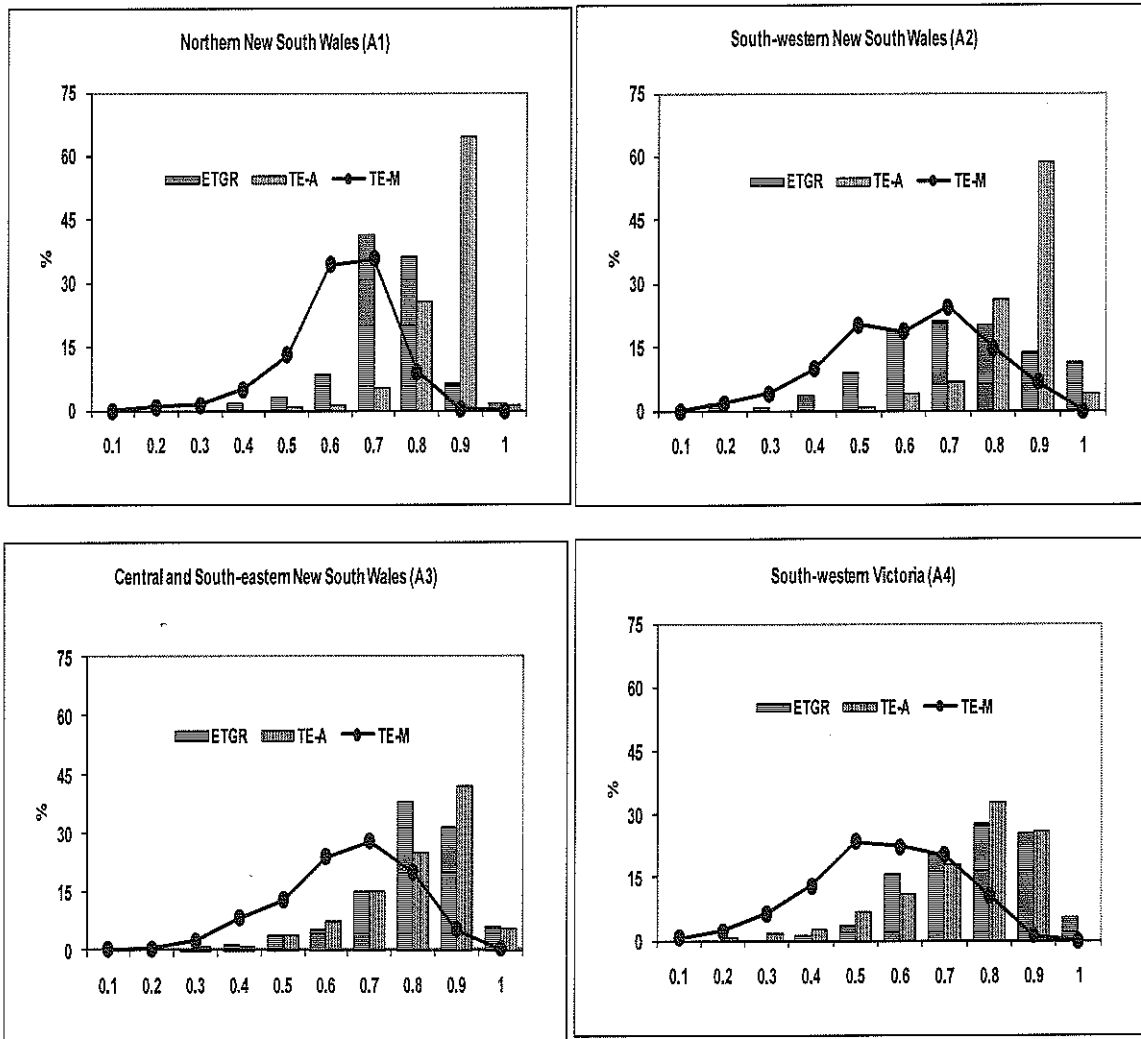 Northern New South Wales (A1)
75
60
45
30
15
0
%
ETGR TE-A TE-M
0.1 0.2 0.3 0.4 0.5 0.6 0.7 0.8 0.9 1
South-western New South Wales (A2)
75
60
45
30
15
0
%
ETGR TE-A TE-M
0.1 0.2 0.3 0.4 0.5 0.6 0.7 0.8 0.9 1
Central and South-eastern New South Wales (A3)
75
60
45
30
15
0
%
ETGR TE-A TE-M
0.1 0.2 0.3 0.4 0.5 0.6 0.7 0.8 0.9 1
South-western Victoria (A4)
75
60
45
30
15
0
%
ETGR TE-A TE-M
0.1 0.2 0.3 0.4 0.5 0.6 0.7 0.8 0.9 1